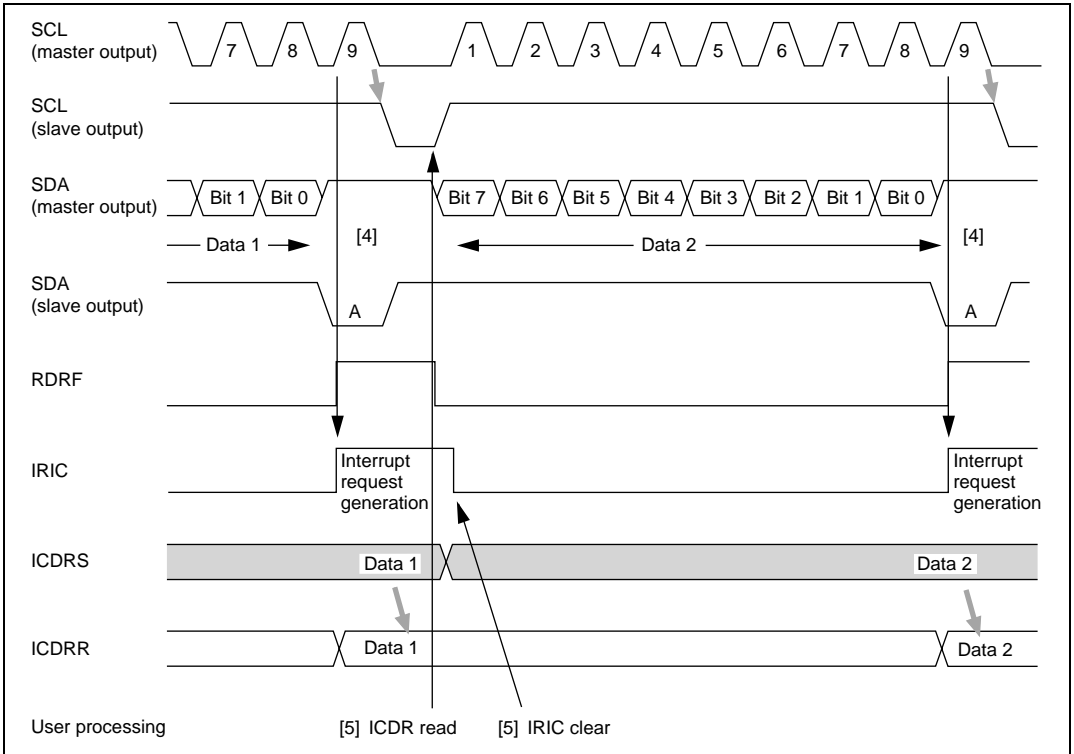 SCL
(master output)
7 8 9 1 2 3 4 5 6 7 8 9
SCL
(slave output)
SDA
(master output)
Bit 1 Bit 0 Bit 7 Bit 6 Bit 5 Bit 4 Bit 3 Bit 2 Bit 1 Bit 0
Data 1 [4] Data 2 [4]
SDA
(slave output)
A A
RDRF
IRIC
Interrupt
request
generation
Interrupt
request
generation
ICDRS
Data 1 Data 2
ICDRR
Data 1 Data 2
User processing [5] ICDR read [5] IRIC clear